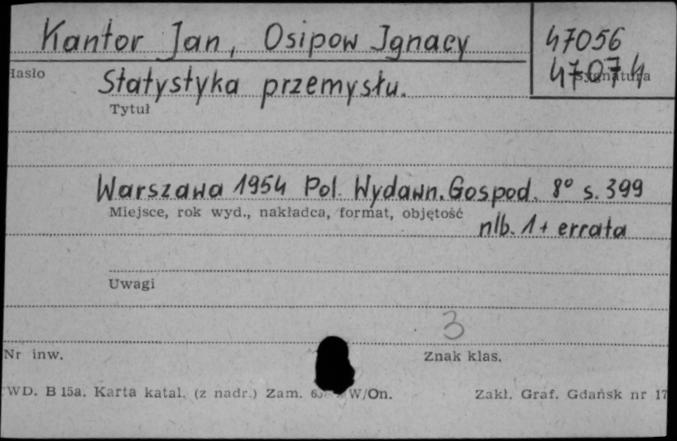 Kantor Jan, Osipow Ignacy 47056
Hasło 47074
Sygnatura
Statystyka przemysłu.
Tytuł
Warszawa 1954 Pol. Wydawn. Gospod. 8° s. 399
Miejsce, rok wyd., nakładca, format, objętość
nlb. 1 + errata
Uwagi
3
Nr inw. Znak klas.
WD. B 15a. Karta katal. (z nadr.) Zam. W/On. Zakł. Graf. Gdańsk nr 17